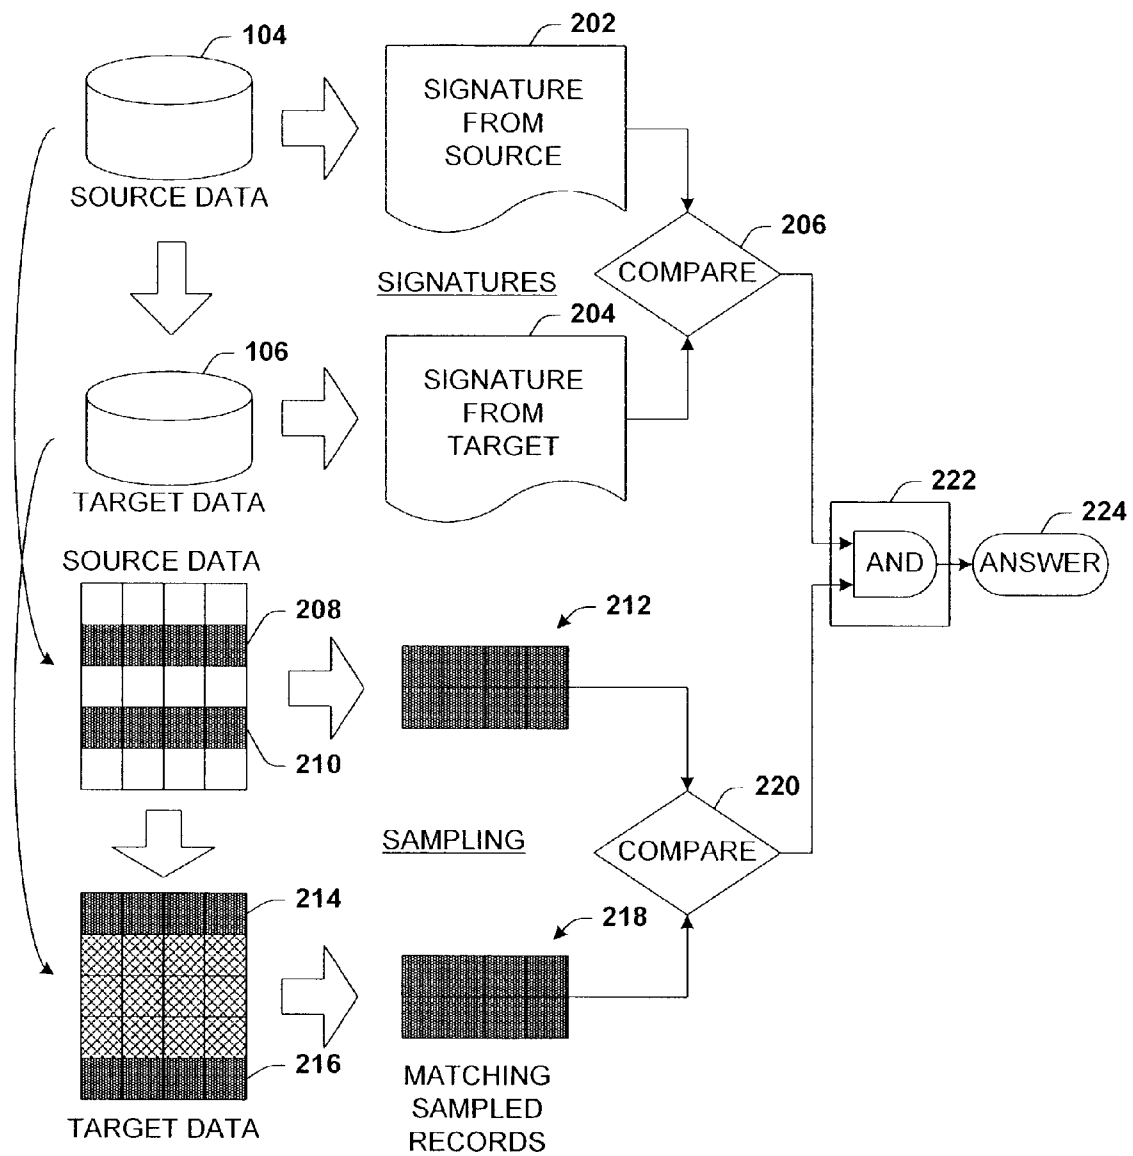 104
202
SIGNATURE
FROM
SOURCE
SOURCE DATA
206
COMPARE
SIGNATURES
204
106
SIGNATURE
FROM
TARGET
TARGET DATA
222
224
AND
ANSWER
SOURCE DATA
208
212
210
220
SAMPLING
COMPARE
214
218
216
MATCHING
SAMPLED
RECORDS
TARGET DATA